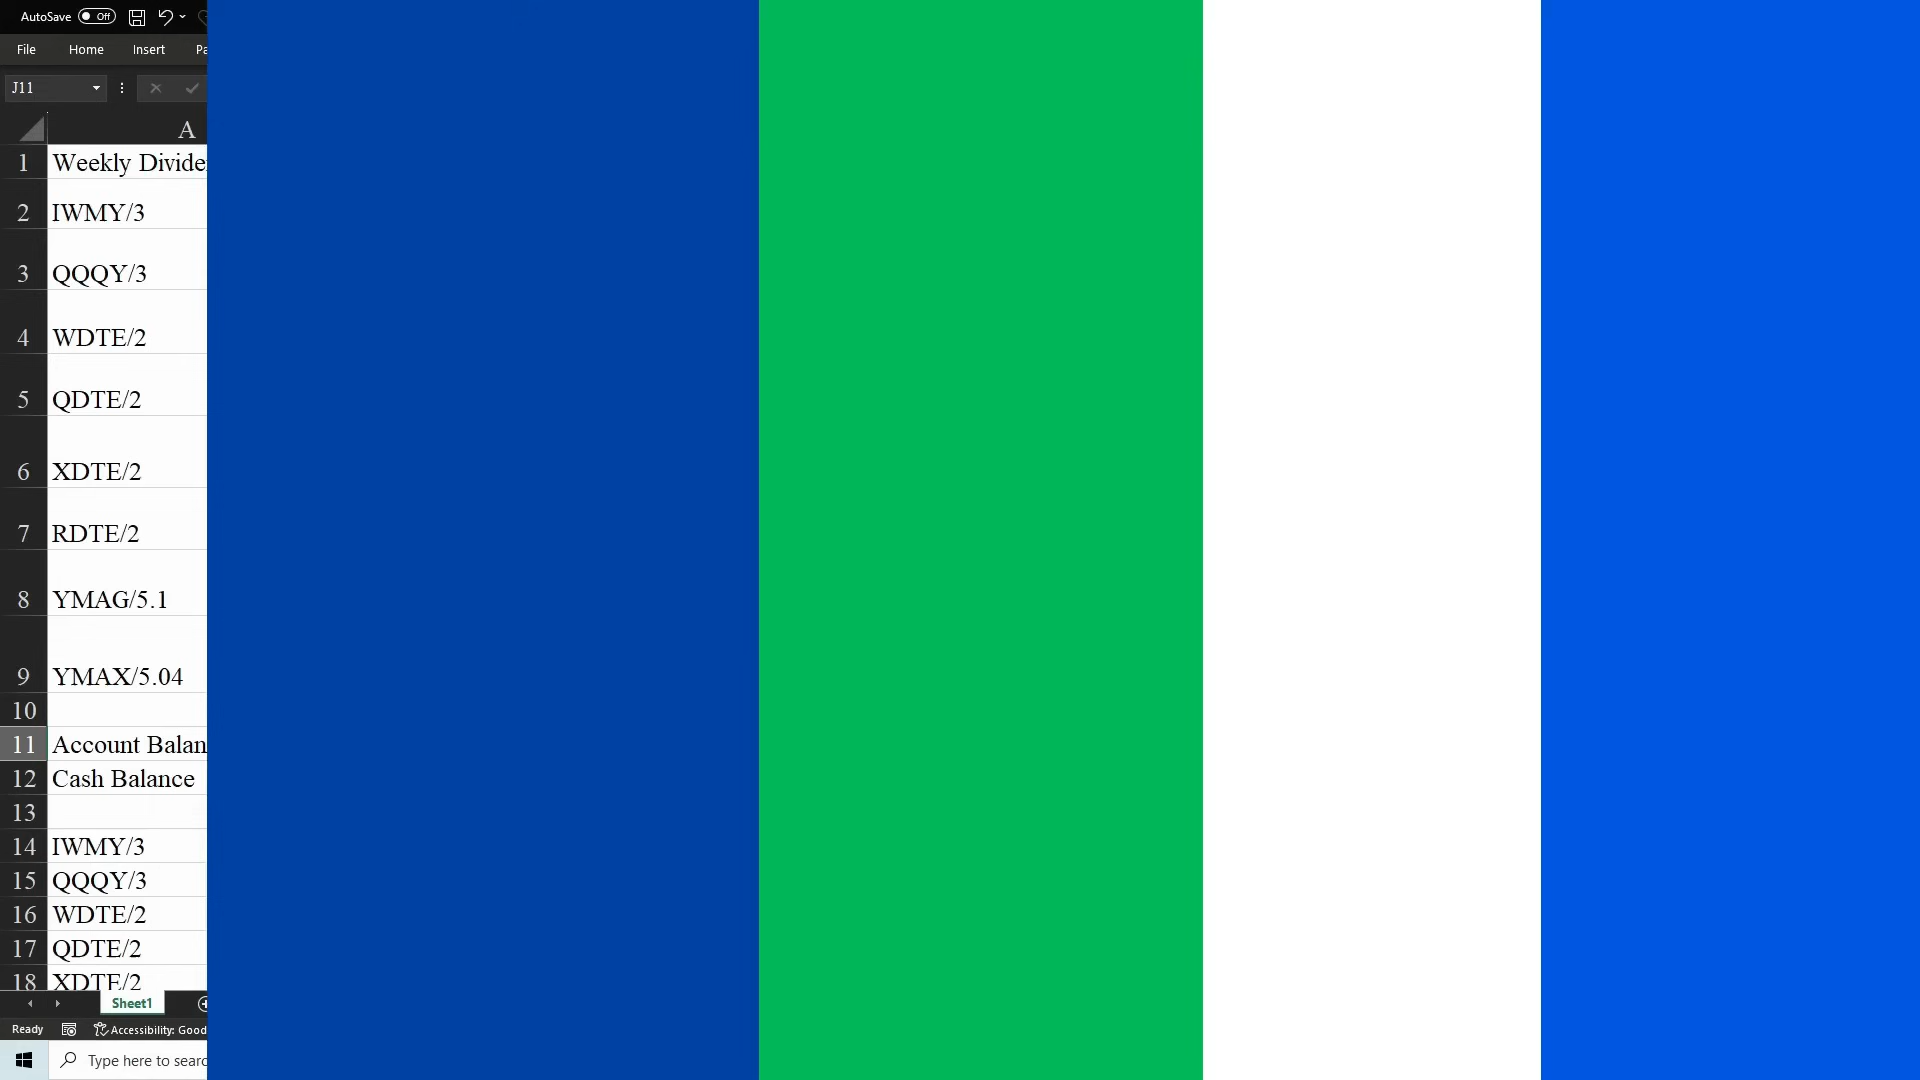 AutoSave Off
File Home Insert Pa
J11
A
1 Weekly Divide
2 IWMY/3
3 QQQY/3
4 WDTE/2
5 QDTE/2
6 XDTE/2
7 RDTE/2
8 YMAG/5.1
9 YMAX/5.04
10
11 Account Balan
12 Cash Balance
13
14 IWMY/3
15 QQQY/3
16 WDTE/2
17 QDTE/2
18 XDTE/2
Sheet1
Ready Accessibility: Good
Type here to searc